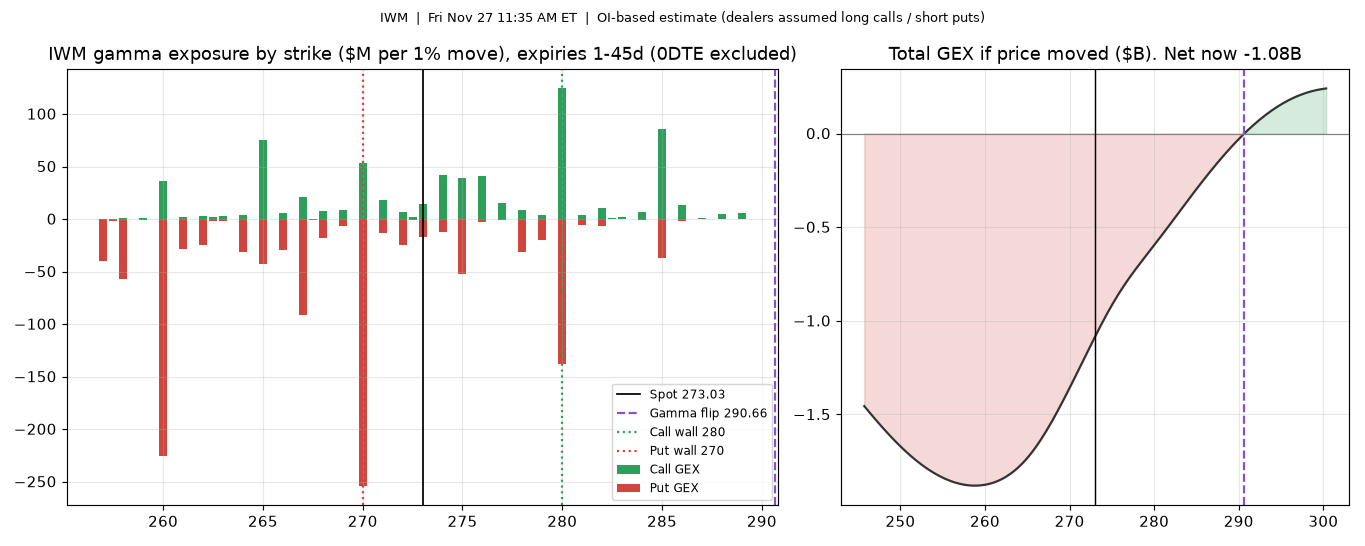 IWM | Fri Nov 27 11:35 AM ET | OI-based estimate (dealers assumed long calls / short puts)
IWM gamma exposure by strike ($M per 1% move), expiries 1-45d (0DTE excluded)
100
50
0
−50
−100
−150
−200
−250
260
265
270
275
280
285
290
Spot 273.03
Gamma flip 290.66
Call wall 280
Put wall 270
Call GEX
Put GEX
Total GEX if price moved ($B). Net now -1.08B
0.0
−0.5
−1.0
−1.5
250
260
270
280
290
300